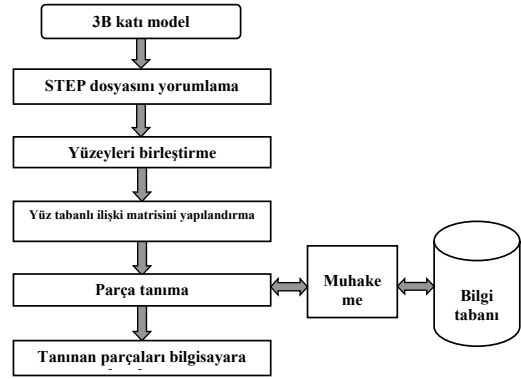 3B katı model
STEP dosyasını yorumlama
Yüzeyleri birleştirme
Yüz tabanlı ilişki matrisini yapılandırma
Parça tanıma
Muhake
me
Bilgi
tabanı
Tanınan parçaları bilgisayara